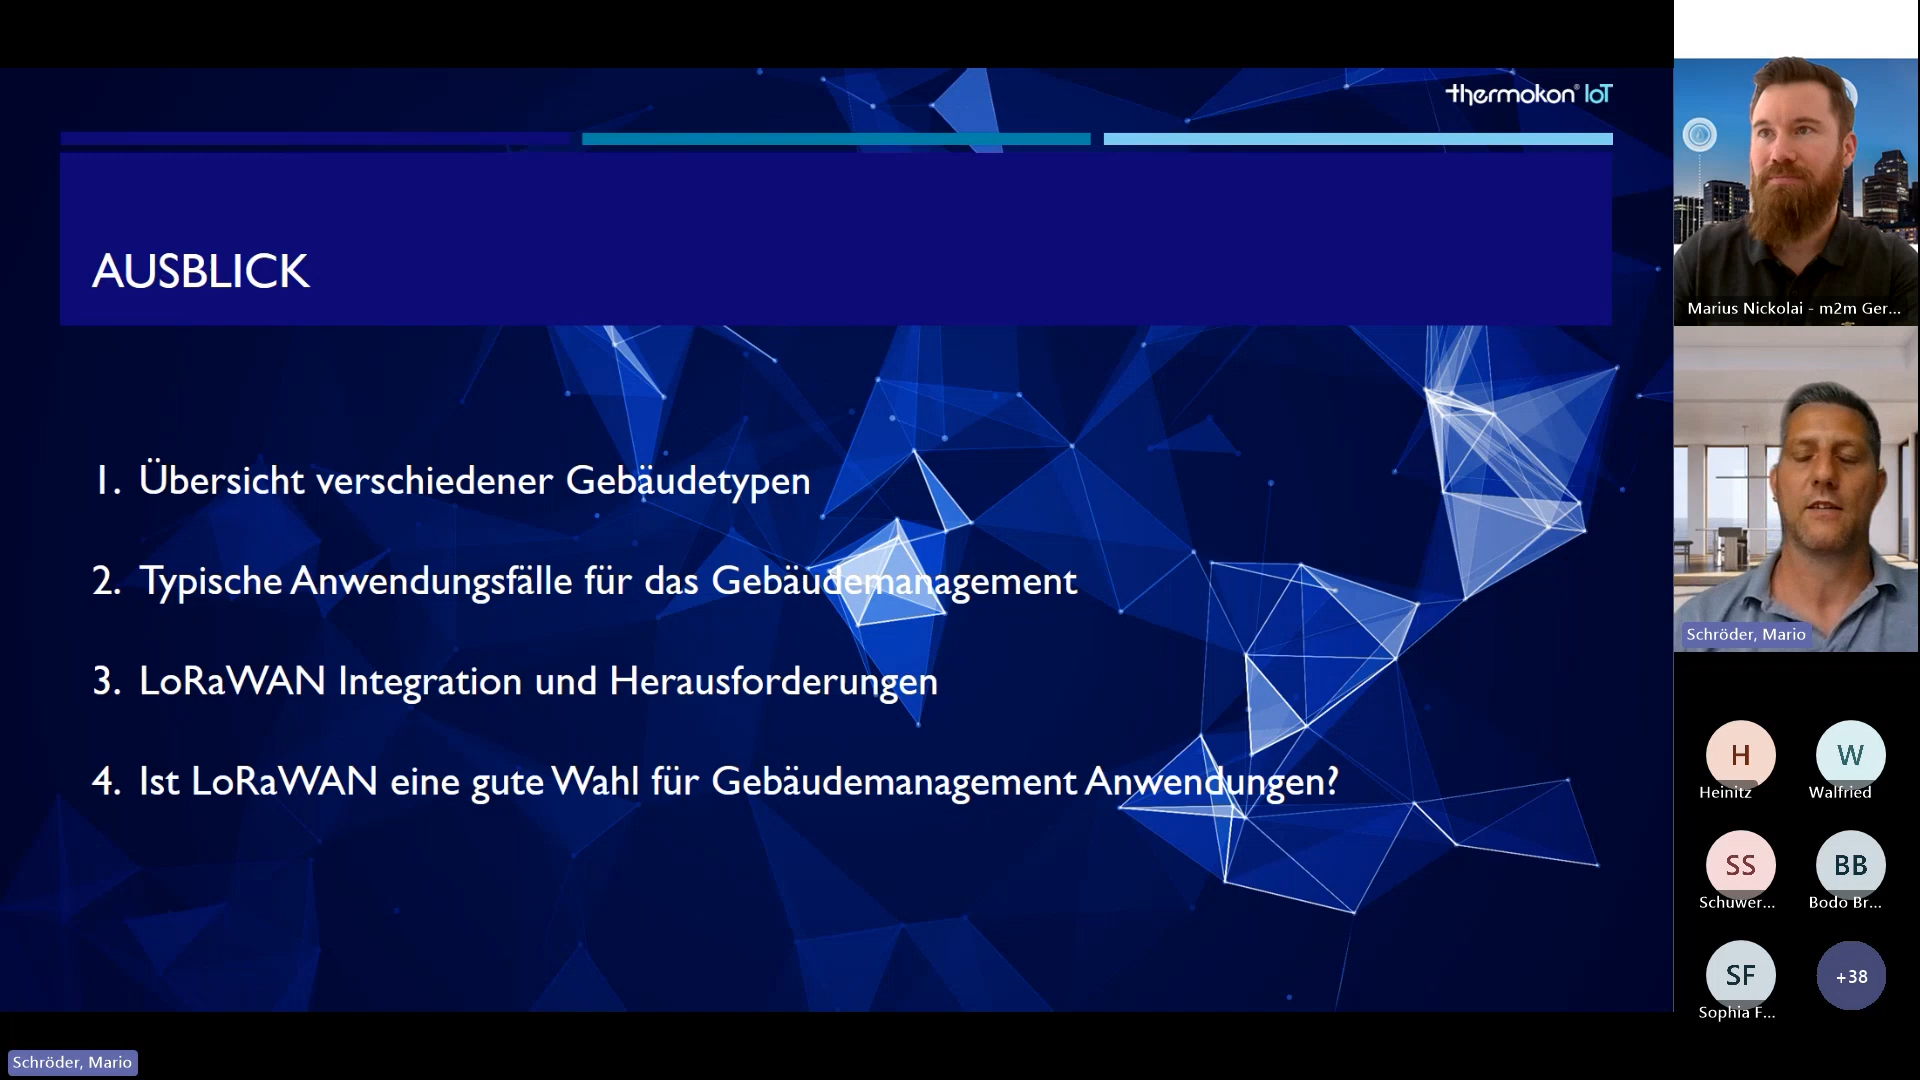 thermokon® IoT
AUSBLICK
1. Übersicht verschiedener Gebäudetypen
2. Typische Anwendungsfälle für das Gebäudemanagement
3. LoRaWAN Integration und Herausforderungen
4. Ist LoRaWAN eine gute Wahl für Gebäudemanagement Anwendungen?
Schröder, Mario
Marius Nickolai - m2m Ger...
Schröder, Mario
H
Heinitz
W
Walfried
SS
Schuwer...
BB
Bodo Br...
SF
Sophia F...
+38